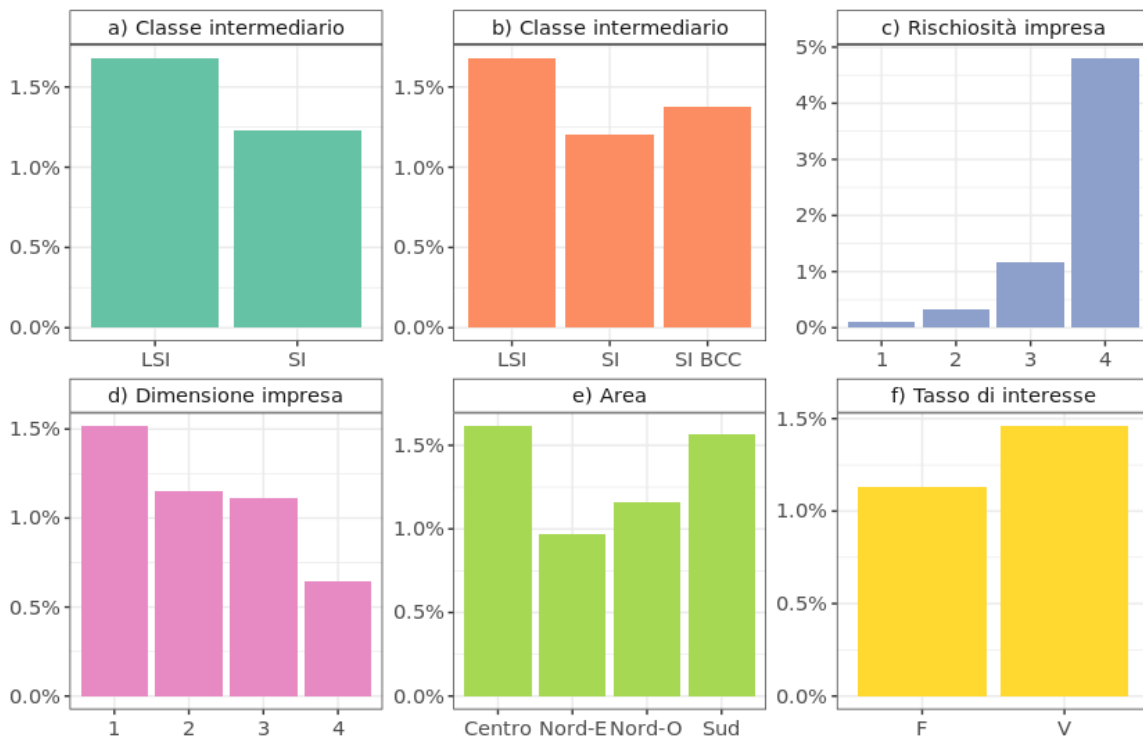 a) Classe intermediario
1.5%
1.0%
0.5%
0.0%
LSI SI
b) Classe intermediario
1.5%
1.0%
0.5%
0.0%
LSI SI SI BCC
c) Rischiosità impresa
5%
4%
3%
2%
1%
0%
1 2 3 4
d) Dimensione impresa
1.5%
1.0%
0.5%
0.0%
1 2 3 4
e) Area
1.5%
1.0%
0.5%
0.0%
Centro Nord-E Nord-O Sud
f) Tasso di interesse
1.5%
1.0%
0.5%
0.0%
F V